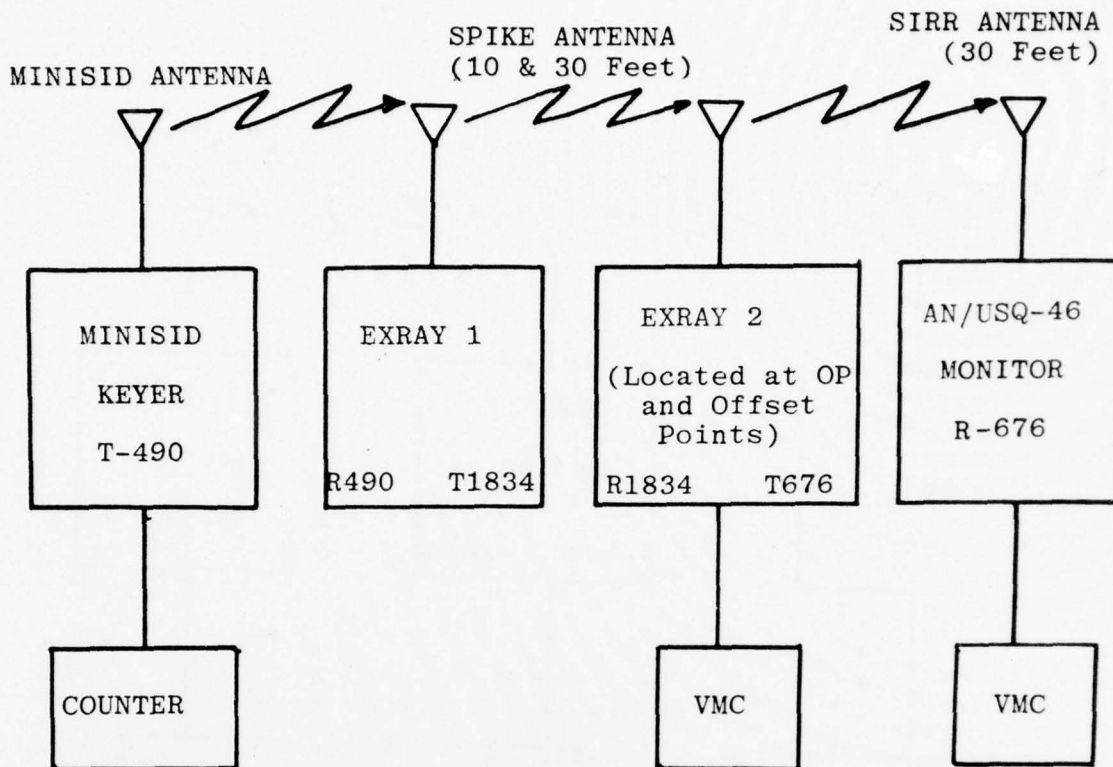 MINISID ANTENNA
SPIKE ANTENNA
(10 & 30 Feet)
SIRR ANTENNA
(30 Feet)
MINISID
KEYER
T-490
EXRAY 1
R490 T1834
EXRAY 2
(Located at OP
and Offset
Points)
R1834 T676
AN/USQ-46
MONITOR
R-676
COUNTER
VMC
VMC